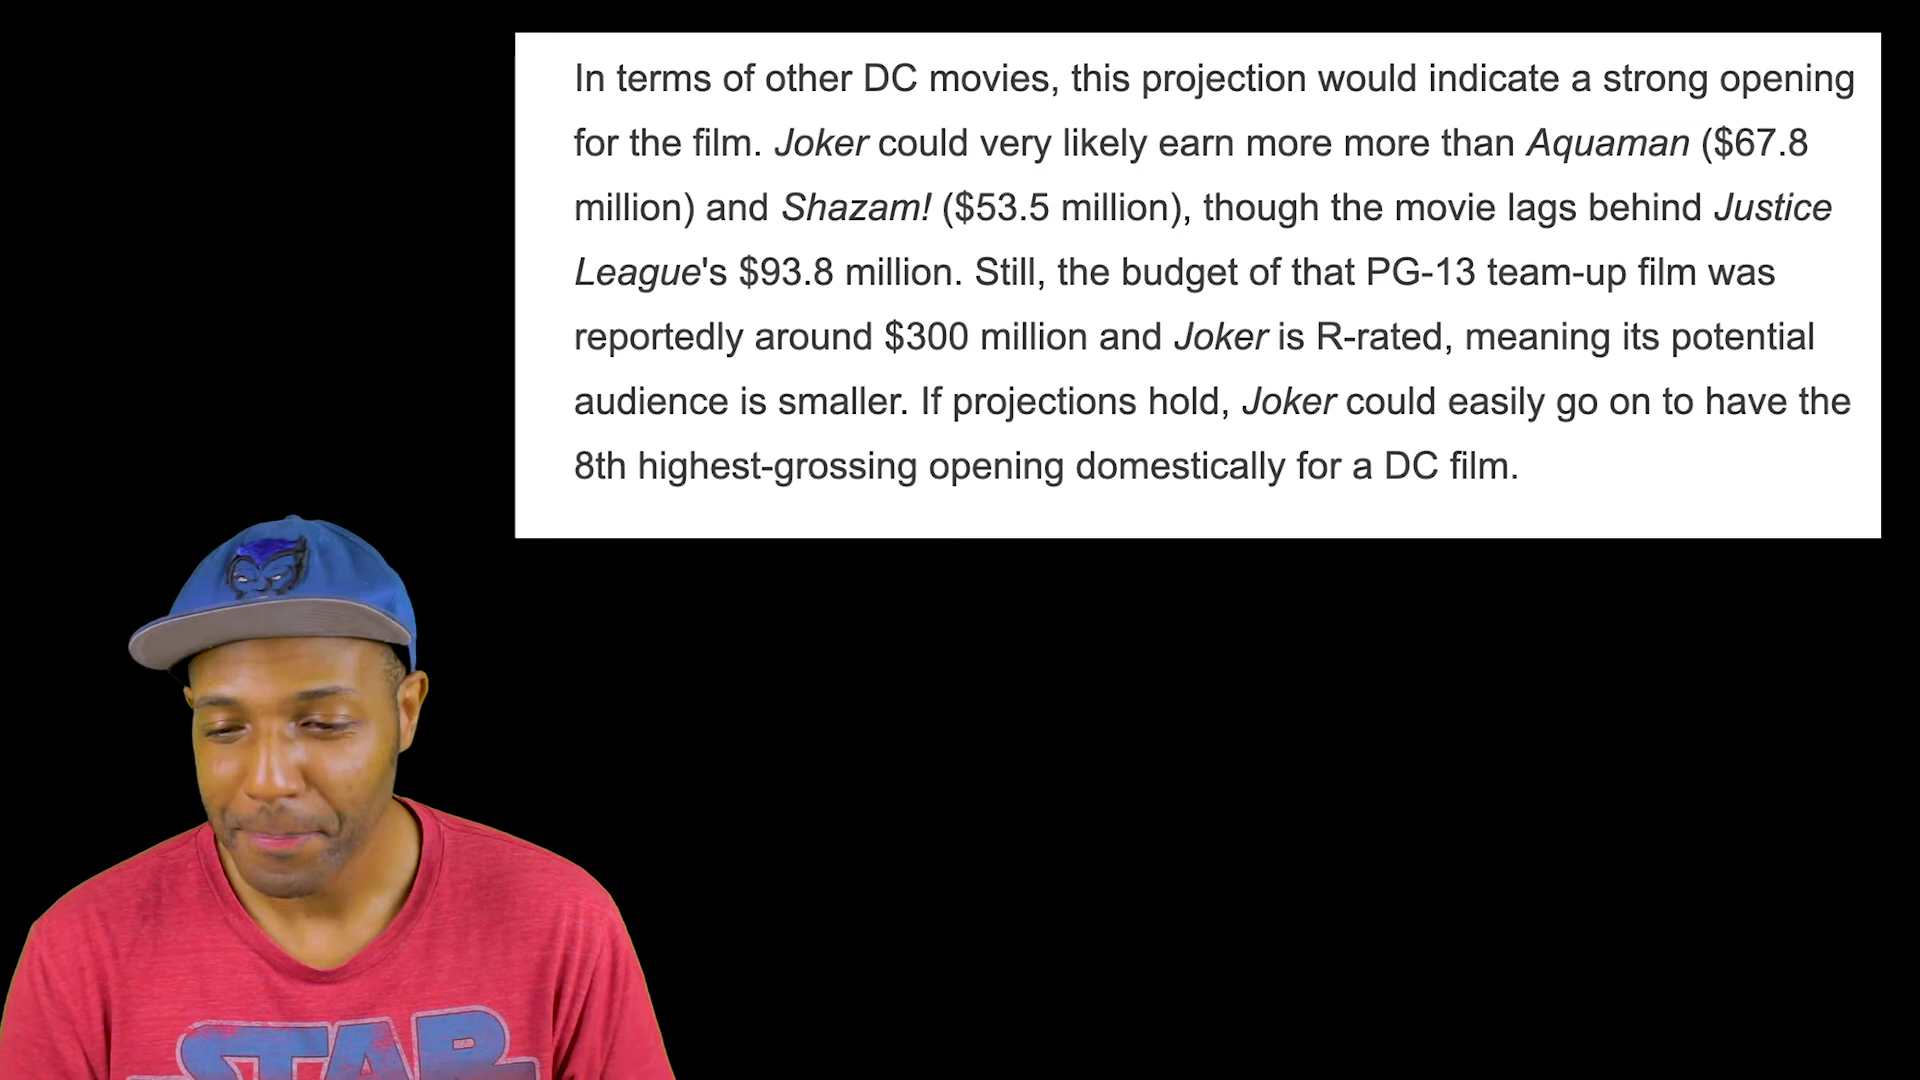 In terms of other DC movies, this projection would indicate a strong opening
for the film. Joker could very likely earn more more than Aquaman ($67.8
million) and Shazam! ($53.5 million), though the movie lags behind Justice
League's $93.8 million. Still, the budget of that PG-13 team-up film was
reportedly around $300 million and Joker is R-rated, meaning its potential
audience is smaller. If projections hold, Joker could easily go on to have the
8th highest-grossing opening domestically for a DC film.
STAR